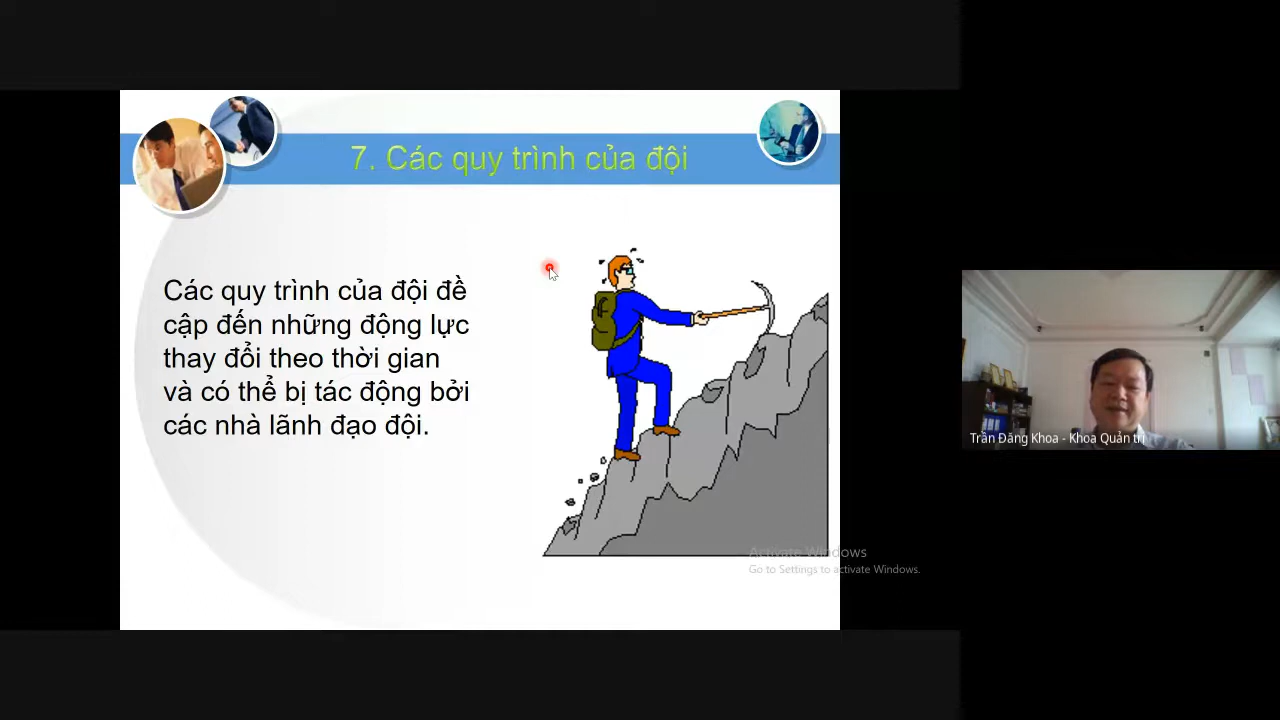 7. Các quy trình của đội
Các quy trình của đội đề
cập đến những động lực
thay đổi theo thời gian
và có thể bị tác động bởi
các nhà lãnh đạo đội.
Trần Đăng Khoa - Khoa Quản trị
Activate Windows
Go to Settings to activate Windows.